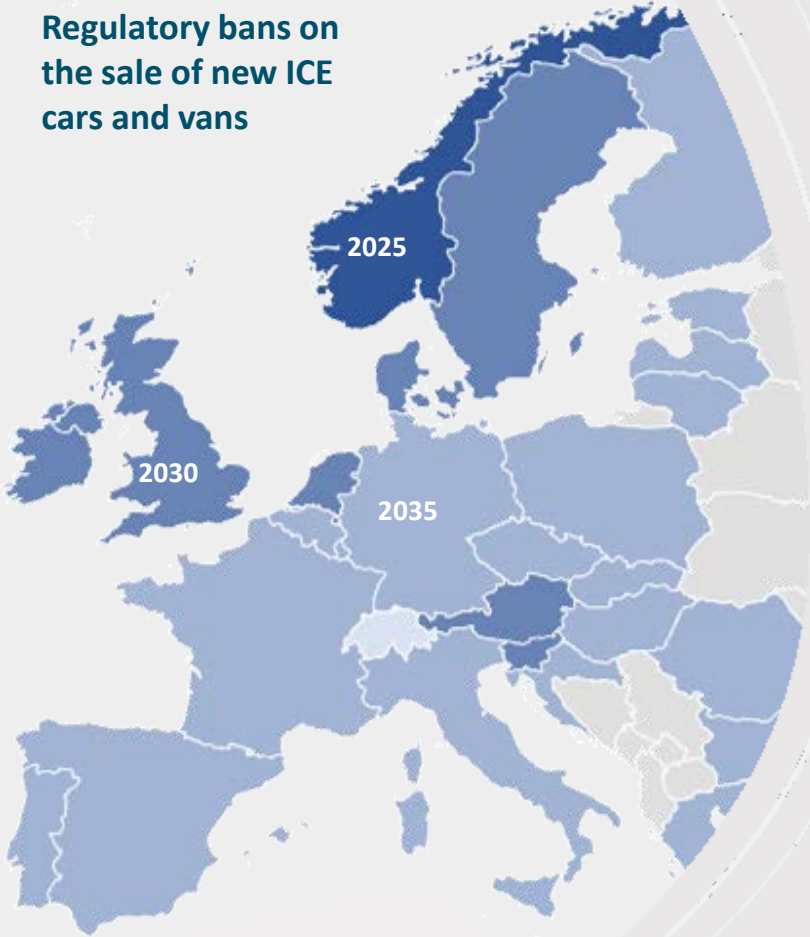 Regulatory bans on
the sale of new ICE
cars and vans
2025
2030
2035